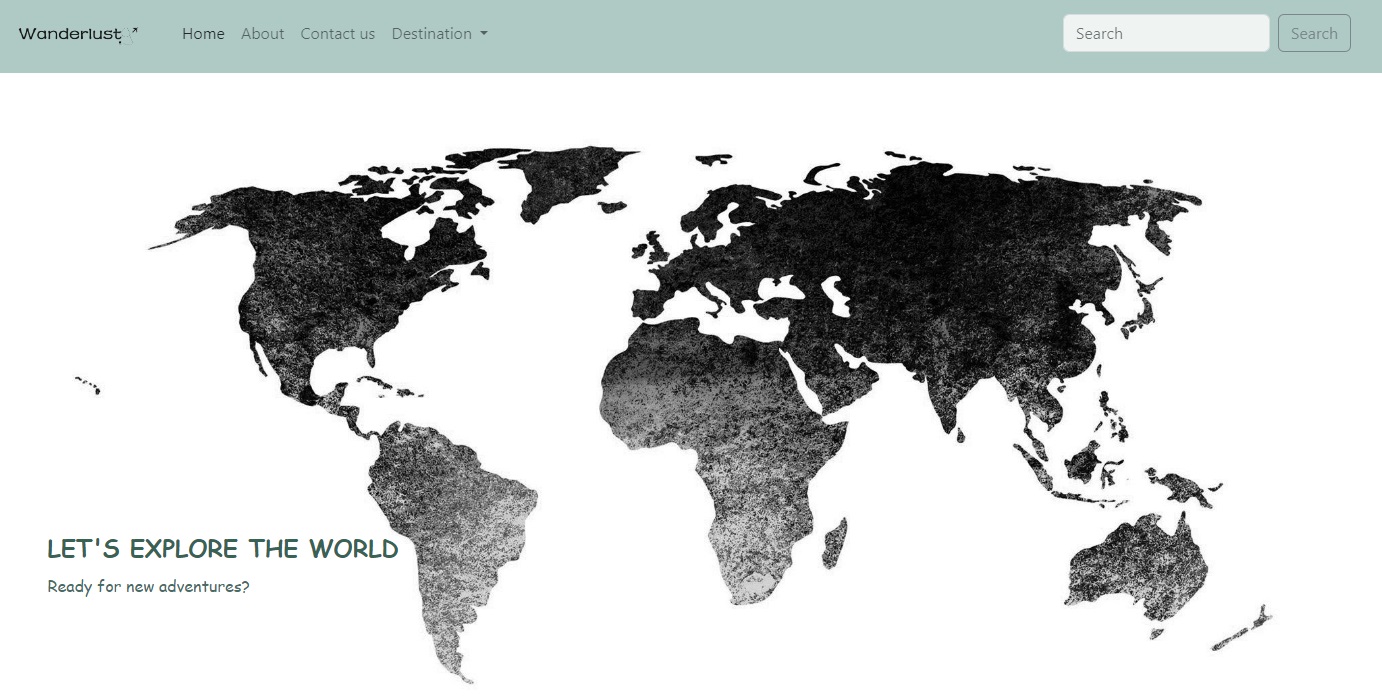 Wanderlust
Home About Contact us Destination
Search Search
LET'S EXPLORE THE WORLD
Ready for new adventures?